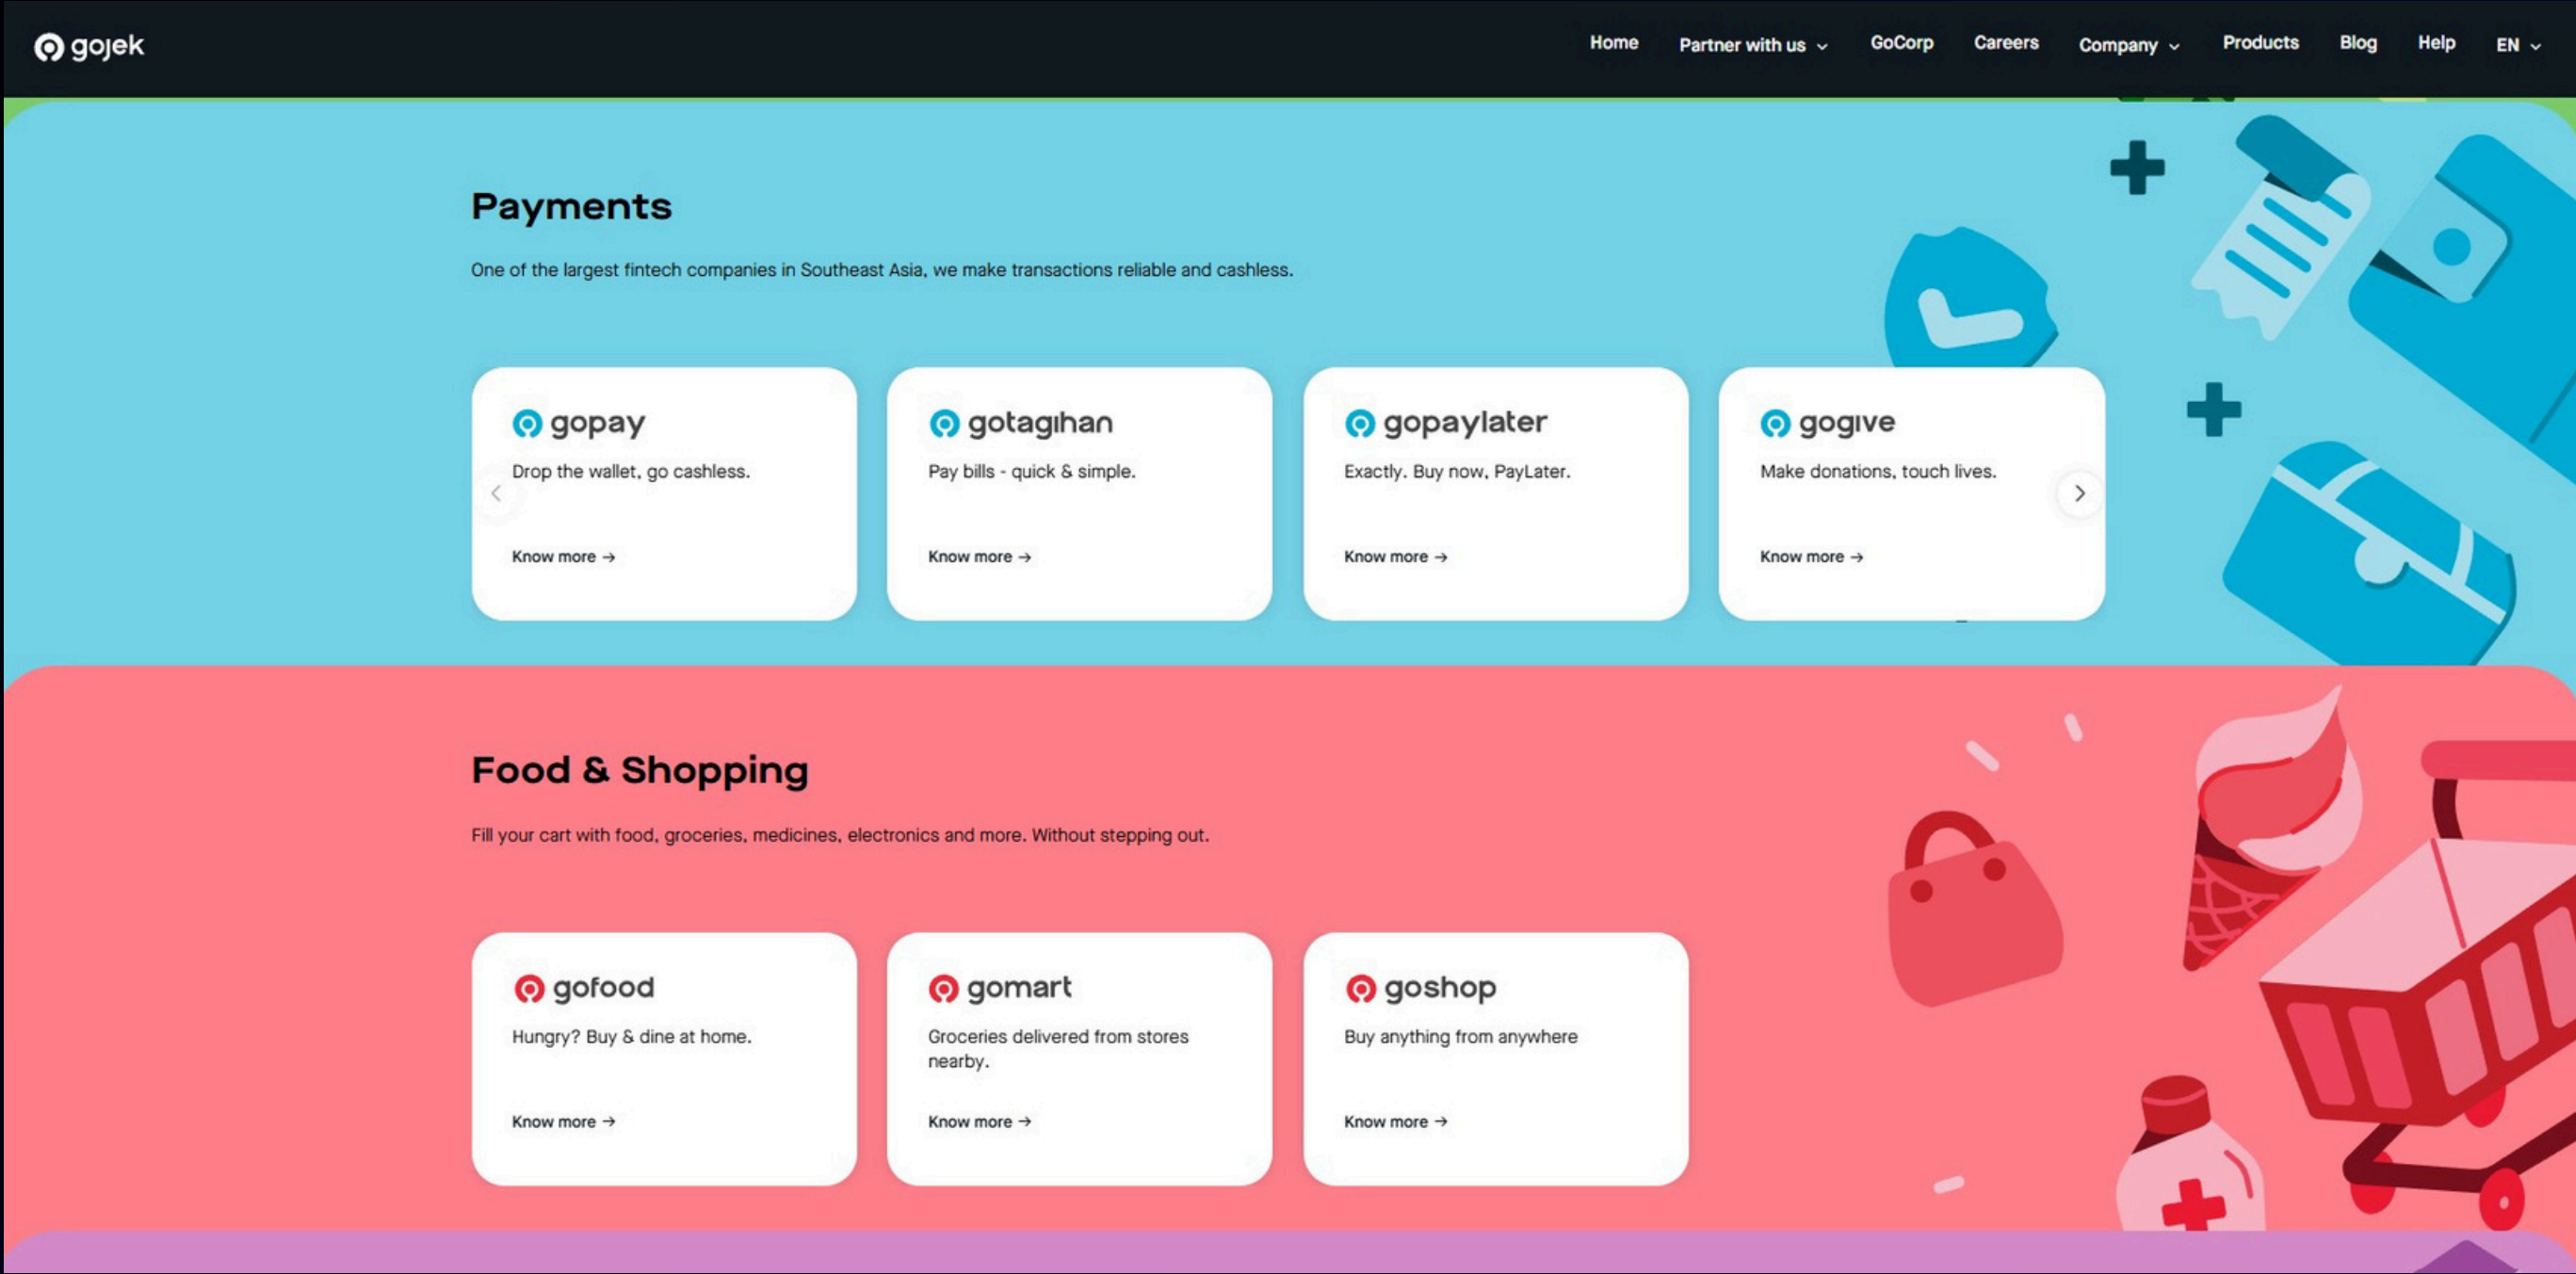 gojek
Home Partner with us GoCorp Careers Company Products Blog Help EN
Payments
One of the largest fintech companies in Southeast Asia, we make transactions reliable and cashless.
gopay
Drop the wallet, go cashless.
Know more →
gotagihan
Pay bills - quick & simple.
Know more →
gopaylater
Exactly. Buy now, PayLater.
Know more →
gogive
Make donations, touch lives.
Know more →
Food & Shopping
Fill your cart with food, groceries, medicines, electronics and more. Without stepping out.
gofood
Hungry? Buy & dine at home.
Know more →
gomart
Groceries delivered from stores
nearby.
Know more →
goshop
Buy anything from anywhere
Know more →